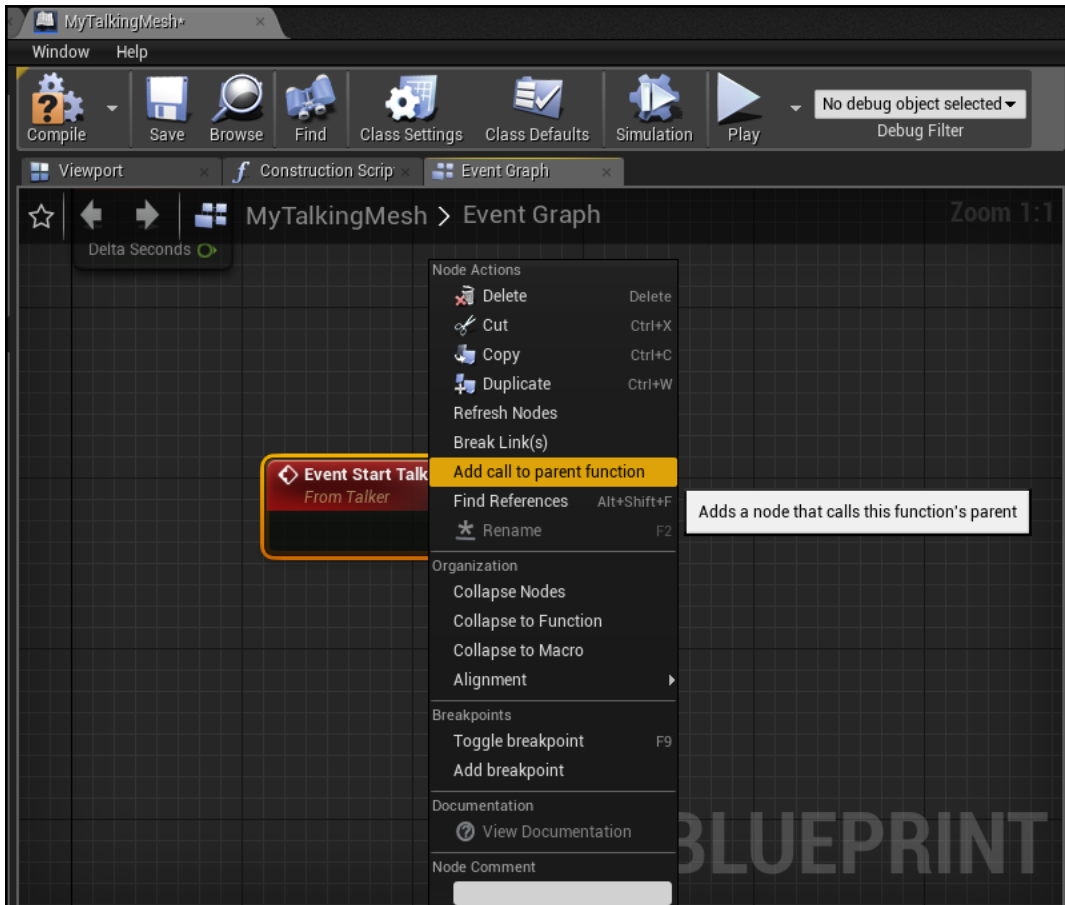 MyTalkingMesh*
Window Help
Compile Save Browse Find Class Settings Class Defaults Simulation Play No debug object selected
Debug Filter
Viewport Construction Scrip Event Graph
MyTalkingMesh > Event Graph Zoom 1:1
Delta Seconds
Node Actions
Delete Delete
Cut Ctrl+X
Copy Ctrl+C
Duplicate Ctrl+W
Refresh Nodes
Break Link(s)
Add call to parent function
Event Start Talk
From Talker
Find References Alt+Shift+F
Adds a node that calls this function's parent
Rename F2
Organization
Collapse Nodes
Collapse to Function
Collapse to Macro
Alignment
Breakpoints
Toggle breakpoint F9
Add breakpoint
Documentation
View Documentation
BLUEPRINT
Node Comment